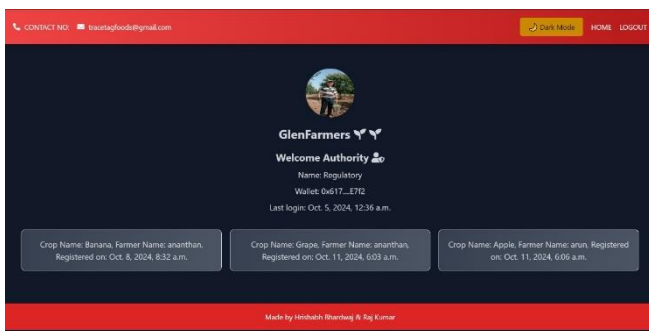 CONTACT NO: tracetagfoods@gmail.com
Dark Mode HOME LOGOUT
GlenFarmers
Welcome Authority
Name: Regulatory
Wallet: 0x617....E7f2
Last login: Oct. 5, 2024, 12:36 a.m.
Crop Name: Banana, Farmer Name: ananthan,
Registered on: Oct. 8, 2024, 8:32 a.m.
Crop Name: Grape, Farmer Name: ananthan,
Registered on: Oct. 11, 2024, 6:03 a.m.
Crop Name: Apple, Farmer Name: arun, Registered
on: Oct. 11, 2024, 6:06 a.m.
Made by Hrishabh Bhardwaj & Raj Kumar